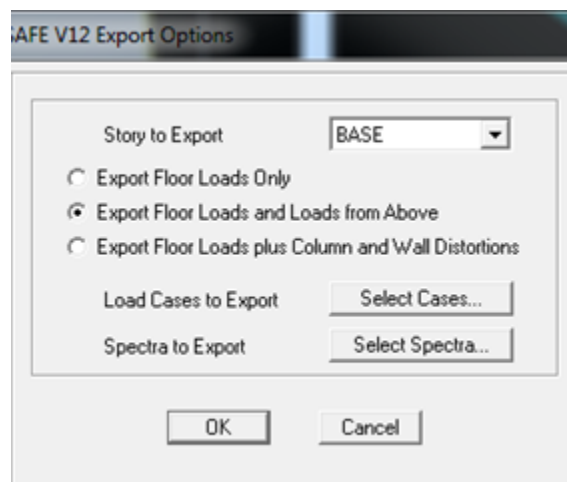 SAFE V12 Export Options
Story to Export BASE
Export Floor Loads Only
Export Floor Loads and Loads from Above
Export Floor Loads plus Column and Wall Distortions
Load Cases to Export Select Cases...
Spectra to Export Select Spectra...
OK Cancel